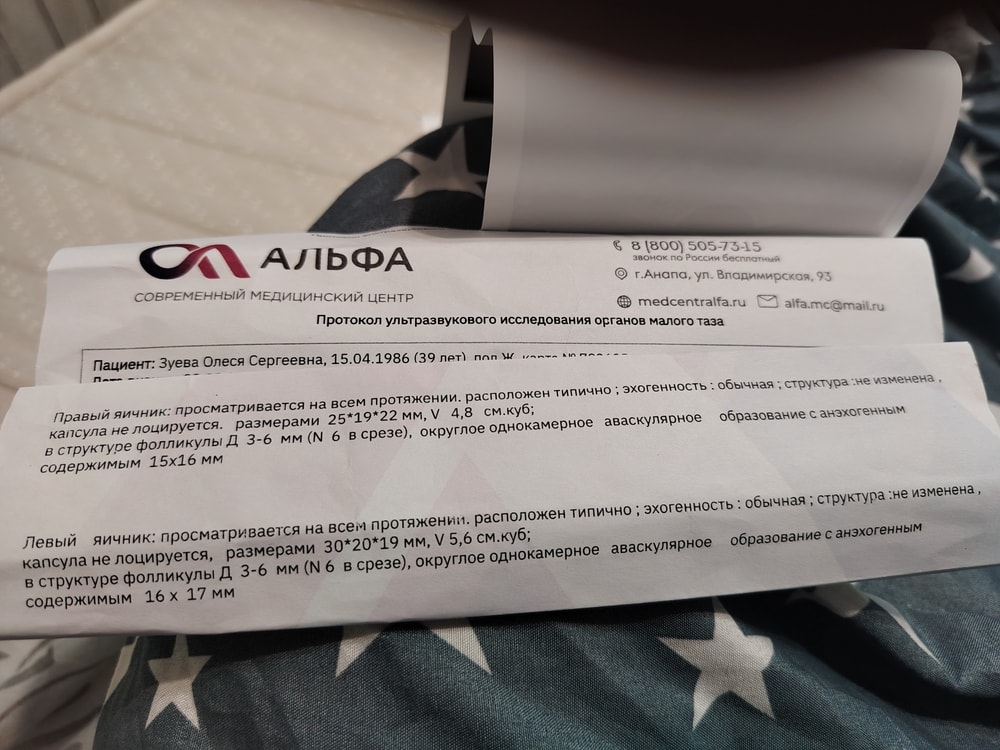 АЛЬФА
СОВРЕМЕННЫЙ МЕДИЦИНСКИЙ ЦЕНТР
8 (800) 505-73-15
звонок по России бесплатный
г.Анапа, ул. Владимирская, 93
medcentralfa.ru alfa.mc@mail.ru
Протокол ультразвукового исследования органов малого таза
Пациент: Зуева Олеся Сергеевна, 15.04.1986 (39 лет), пол Ж, карта №
Правый яичник: просматривается на всем протяжении. расположен типично ; эхогенность : обычная ; структура :не изменена ,
капсула не лоцируется. размерами 25*19*22 мм, V 4,8 см.куб;
в структуре фолликулы Д 3-6 мм (N 6 в срезе), округлое однокамерное аваскулярное образование с анэхогенным
содержимым 15х16 мм
Левый яичник: просматривается на всем протяжении. расположен типично ; эхогенность : обычная ; структура :не изменена ,
капсула не лоцируется, размерами 30*20*19 мм, V 5,6 см.куб;
в структуре фолликулы Д 3-6 мм (N 6 в срезе), округлое однокамерное аваскулярное образование с анэхогенным
содержимым 16 х 17 мм